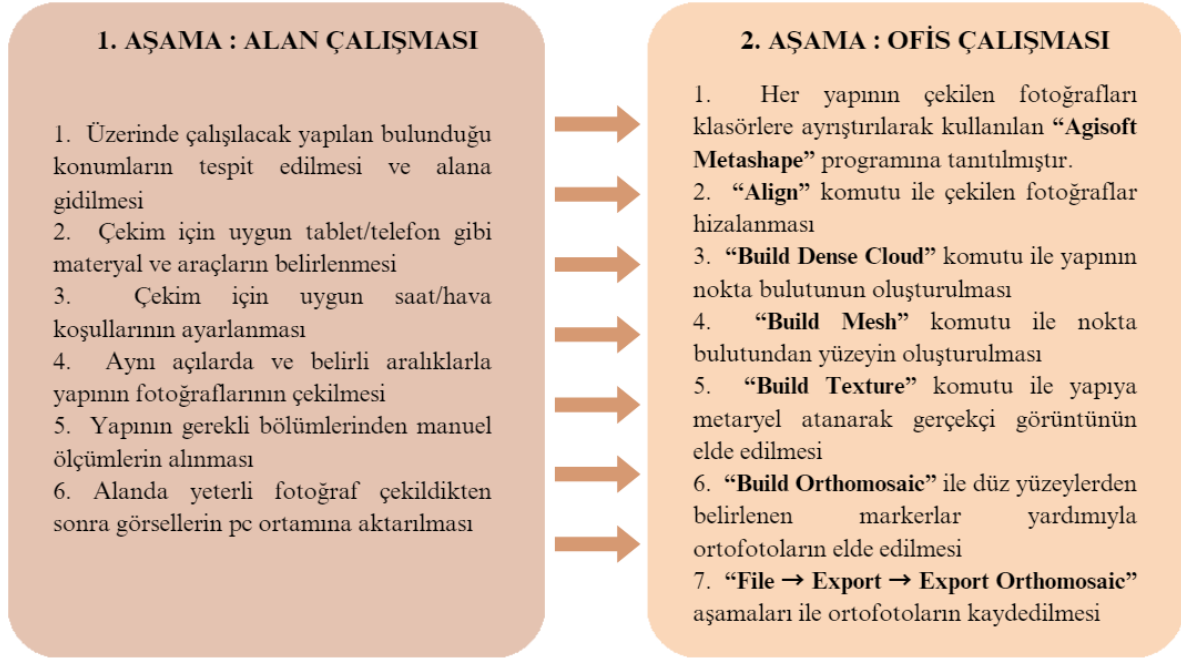 1. AŞAMA : ALAN ÇALIŞMASI
1. Üzerinde çalışılacak yapılan bulunduğu
konumların tespit edilmesi ve alana
gidilmesi
2. Çekim için uygun tablet/telefon gibi
materyal ve araçların belirlenmesi
3. Çekim için uygun saat/hava
koşullarının ayarlanması
4. Aynı açılarda ve belirli aralıklarla
yapının fotoğraflarının çekilmesi
5. Yapının gerekli bölümlerinden manuel
ölçümlerin alınması
6. Alanda yeterli fotoğraf çekildikten
sonra görsellerin pc ortamına aktarılması
2. AŞAMA : OFİS ÇALIŞMASI
1. Her yapının çekilen fotoğrafları
klasörlere ayrıştırılarak kullanılan “Agisoft
Metashape” programına tanıtılmıştır.
2. “Align” komutu ile çekilen fotoğraflar
hizalanması
3. “Build Dense Cloud” komutu ile yapının
nokta bulutunun oluşturulması
4. “Build Mesh” komutu ile nokta
bulutundan yüzeyin oluşturulması
5. “Build Texture” komutu ile yapıya
metaryel atanarak gerçekçi görüntünün
elde edilmesi
6. “Build Orthomosaic” ile düz yüzeylerden
belirlenen markerlar yardımıyla
ortofotoların elde edilmesi
7. “File → Export → Export Orthomosaic”
aşamaları ile ortofotoların kaydedilmesi